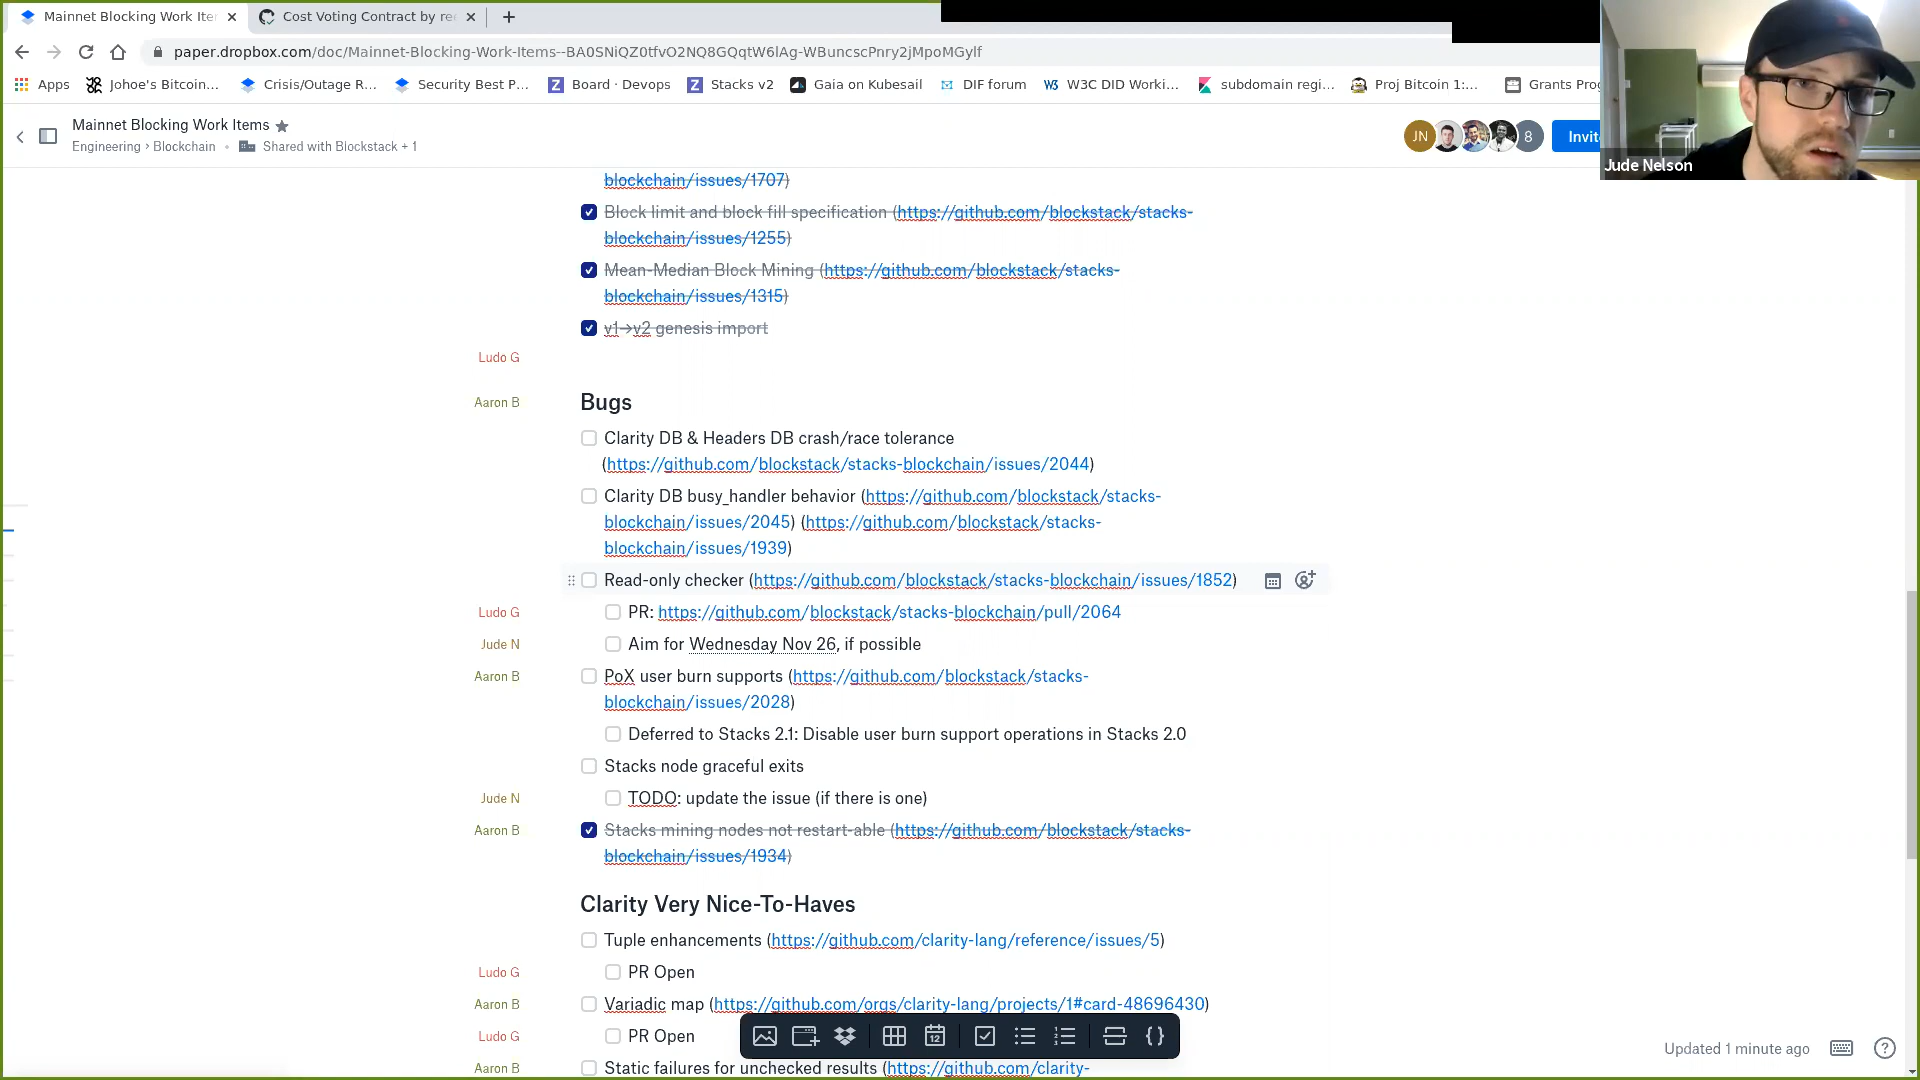 Mainnet Blocking Work Iter
Cost Voting Contract by re
paper.dropbox.com/doc/Mainnet-Blocking-Work-Items--BA0SNiQZ0tfvO2NQ8GQqtW6lAg-WBuncscPnry2jMpoMGylf
Apps Johoe's Bitcoin... Crisis/Outage R... Security Best P... Board · Devops Stacks v2 Gaia on Kubesail DIF forum W3C DID Worki... subdomain regi... Proj Bitcoin 1:... Grants Prog
Mainnet Blocking Work Items
Engineering › Blockchain • Shared with Blockstack + 1
JN 8 Invite
Jude Nelson
blockchain/issues/1707)
Block limit and block fill specification (https://github.com/blockstack/stacks-
blockchain/issues/1255)
Mean-Median Block Mining (https://github.com/blockstack/stacks-
blockchain/issues/1315)
v1→v2 genesis import
Ludo G
Aaron B Bugs
Clarity DB & Headers DB crash/race tolerance
(https://github.com/blockstack/stacks-blockchain/issues/2044)
Clarity DB busy_handler behavior (https://github.com/blockstack/stacks-
blockchain/issues/2045) (https://github.com/blockstack/stacks-
blockchain/issues/1939)
Read-only checker (https://github.com/blockstack/stacks-blockchain/issues/1852)
Ludo G PR: https://github.com/blockstack/stacks-blockchain/pull/2064
Jude N Aim for Wednesday Nov 26, if possible
Aaron B PoX user burn supports (https://github.com/blockstack/stacks-
blockchain/issues/2028)
Deferred to Stacks 2.1: Disable user burn support operations in Stacks 2.0
Stacks node graceful exits
Jude N TODO: update the issue (if there is one)
Aaron B Stacks mining nodes not restart-able (https://github.com/blockstack/stacks-
blockchain/issues/1934)
Clarity Very Nice-To-Haves
Tuple enhancements (https://github.com/clarity-lang/reference/issues/5)
Ludo G PR Open
Aaron B Variadic map (https://github.com/orgs/clarity-lang/projects/1#card-48696430)
Ludo G PR Open
12
Updated 1 minute ago
Aaron B Static failures for unchecked results (https://github.com/clarity-